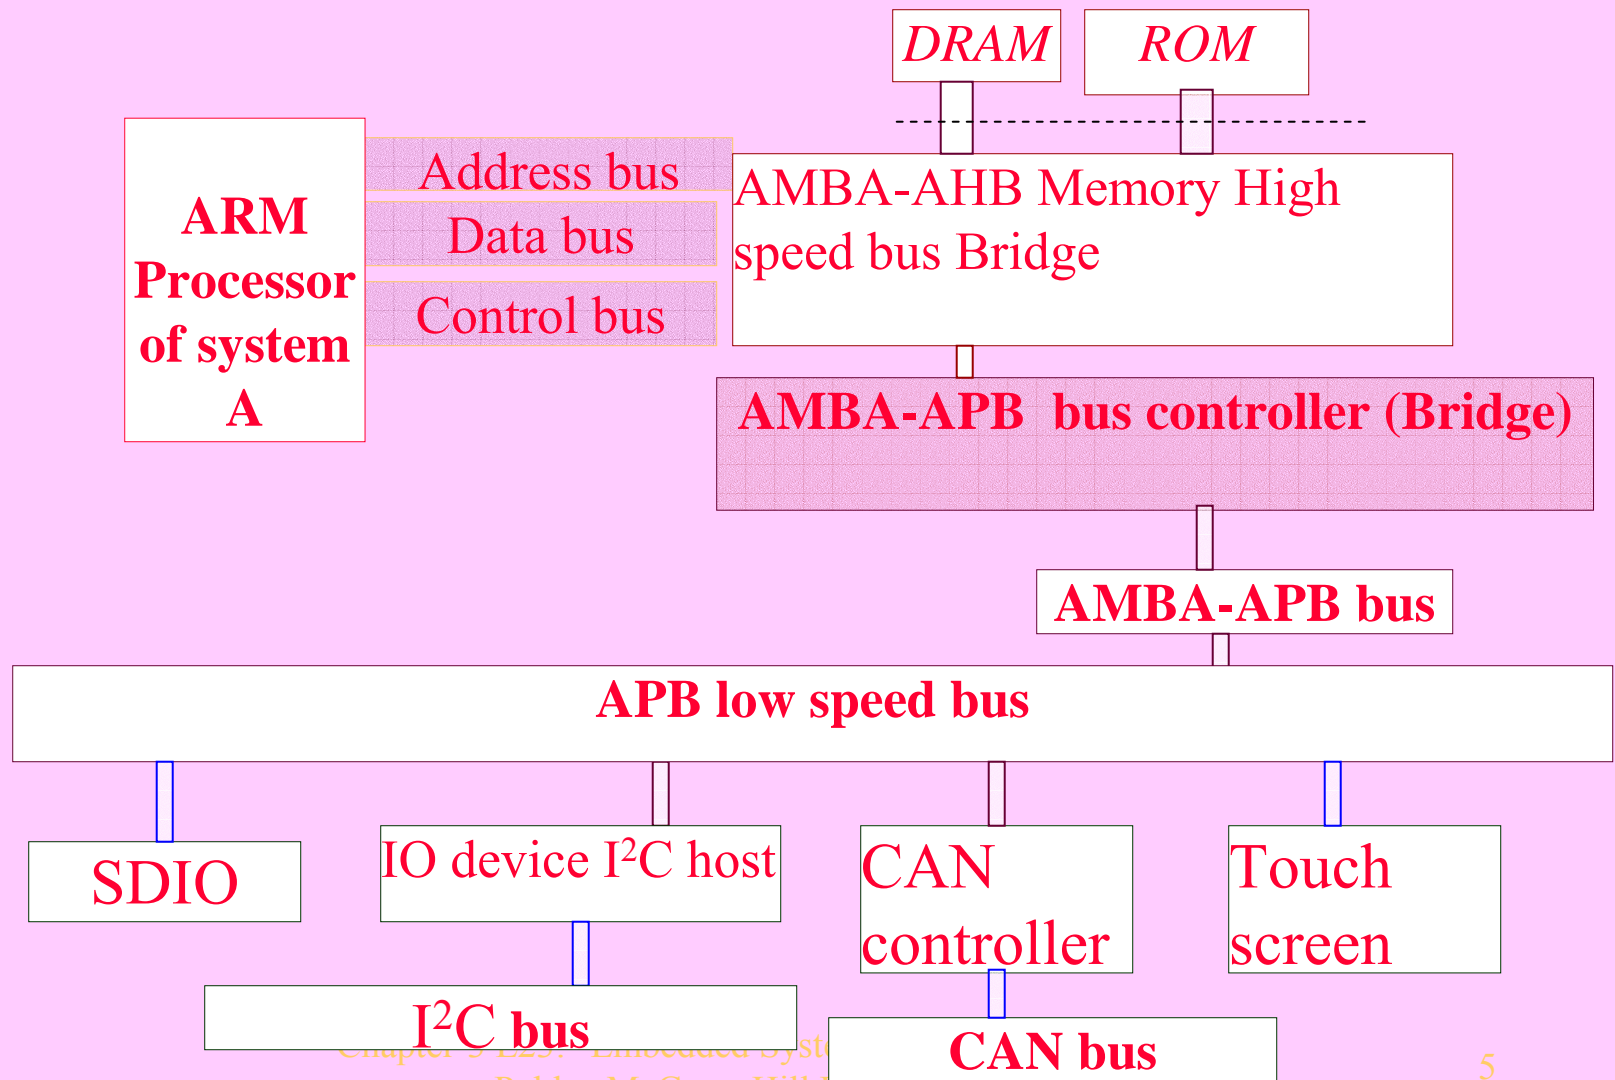 DRAM
ROM
ARM
Processor
of system
A
Address bus
Data bus
Control bus
AMBA-AHB Memory High
speed bus Bridge
AMBA-APB bus controller (Bridge)
AMBA-APB bus
APB low speed bus
SDIO
IO device I²C host
CAN
controller
Touch
screen
I²C bus
CAN bus
5